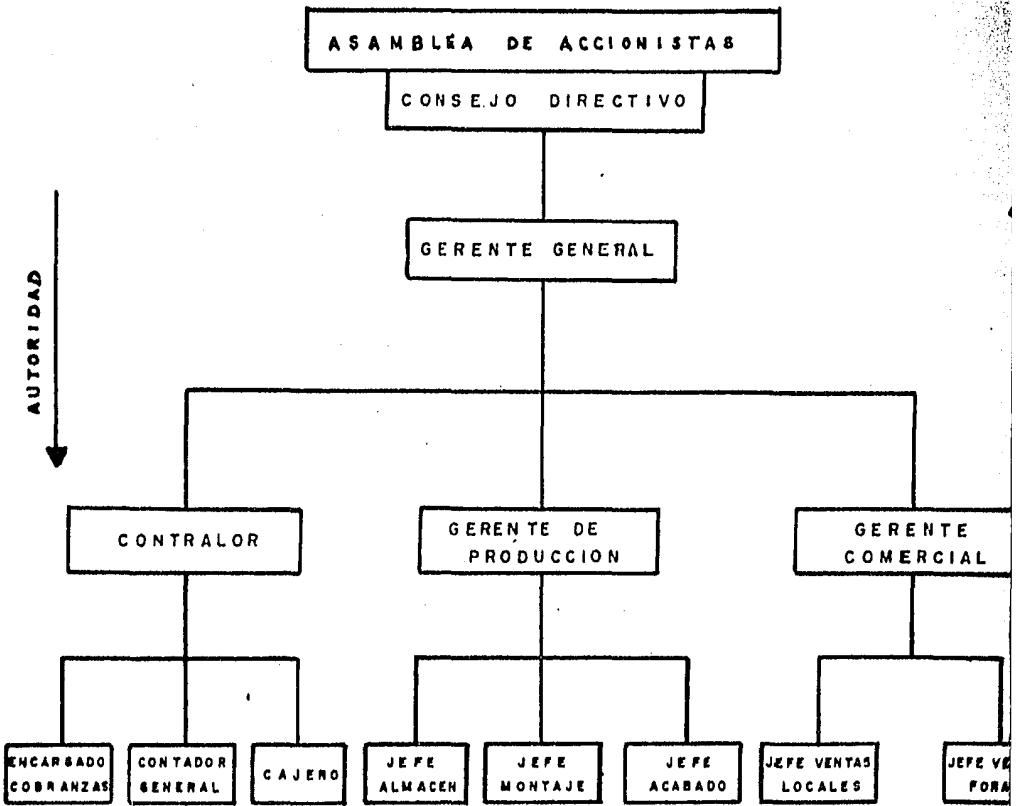 ASAMBLEA DE ACCIONISTAS
CONSEJO DIRECTIVO
GERENTE GENERAL
AUTORIDAD
CONTRALOR
GERENTE DE
PRODUCCION
GERENTE
COMERCIAL
ENCARGADO
COBRANZAS
CONTADOR
GENERAL
CAJERO
JEFE
ALMACEN
JEFE
MONTAJE
JEFE
ACABADO
JEFE VENTAS
LOCALES
JEFE